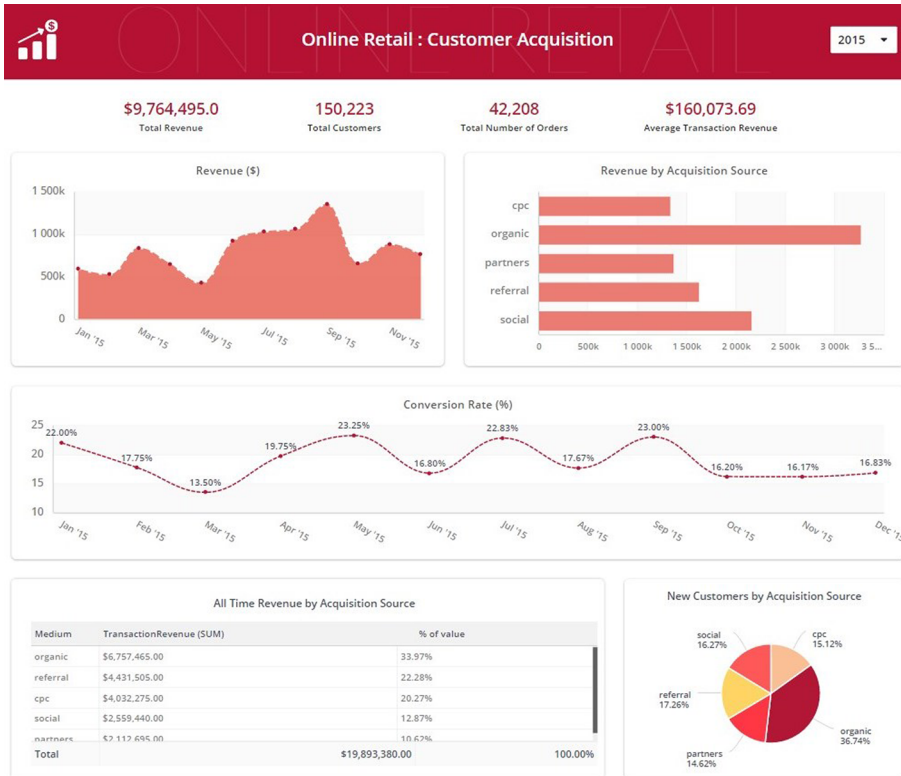 ONLINE RETAIL
$
Online Retail : Customer Acquisition
2015
$9,764,495.0 150,223 42,208 $160,073.69
Total Revenue Total Customers Total Number of Orders Average Transaction Revenue
Revenue ($)
1 500k
1 000k
500k
0
Jan '15 Mar '15 May '15 Jul '15 Sep '15 Nov '15
Revenue by Acquisition Source
cpc
organic
partners
referral
social
0 500k 1 000k 1 500k 2 000k 2 500k 3 000k 3 5...
Conversion Rate (%)
25
20
15
10
22.00% 17.75% 13.50% 19.75% 23.25% 16.80% 22.83% 17.67% 23.00% 16.20% 16.17% 16.83%
Jan '15 Feb '15 Mar '15 Apr '15 May '15 Jun '15 Jul '15 Aug '15 Sep '15 Oct '15 Nov '15 Dec '15
All Time Revenue by Acquisition Source
Medium TransactionRevenue (SUM) % of value
organic $6,757,465.00 33.97%
referral $4,431,505.00 22.28%
cpc $4,032,275.00 20.27%
social $2,559,440.00 12.87%
partners $2,112,695.00 10.62%
Total $19,893,380.00 100.00%
New Customers by Acquisition Source
social
16.27%
cpc
15.12%
referral
17.26%
organic
36.74%
partners
14.62%